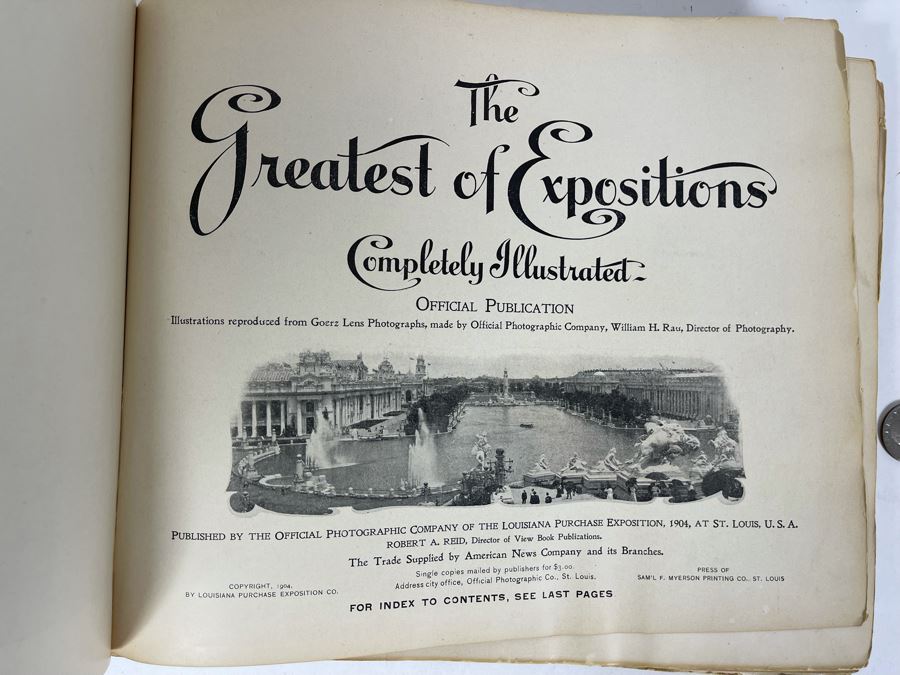 The
Greatest of Expositions
Completely Illustrated
OFFICIAL PUBLICATION
Illustrations reproduced from Goerz Lens Photographs, made by Official Photographic Company, William H. Rau, Director of Photography.
PUBLISHED BY THE OFFICIAL PHOTOGRAPHIC COMPANY OF THE LOUISIANA PURCHASE EXPOSITION, 1904, AT ST. LOUIS, U. S. A.
ROBERT A. REID, Director of View Book Publications.
The Trade Supplied by American News Company and its Branches.
Single copies mailed by publishers for $3.00.
Address city office, Official Photographic Co., St. Louis.
COPYRIGHT, 1904,
BY LOUISIANA PURCHASE EXPOSITION CO.
PRESS OF
SAM'L F. MYERSON PRINTING CO., ST. LOUIS
FOR INDEX TO CONTENTS, SEE LAST PAGES